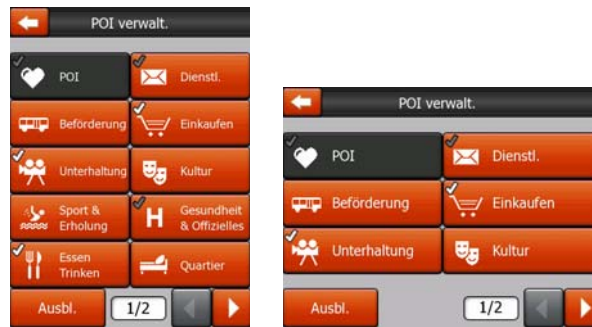 POI verwalt.
POI
Dienstl.
Beförderung
Einkaufen
Unterhaltung
Kultur
Sport &
Erholung
H
Gesundheit
& Offizielles
Essen
Trinken
Quartier
Ausbl.
1/2
POI verwalt.
POI
Dienstl.
Beförderung
Einkaufen
Unterhaltung
Kultur
Ausbl.
1/2